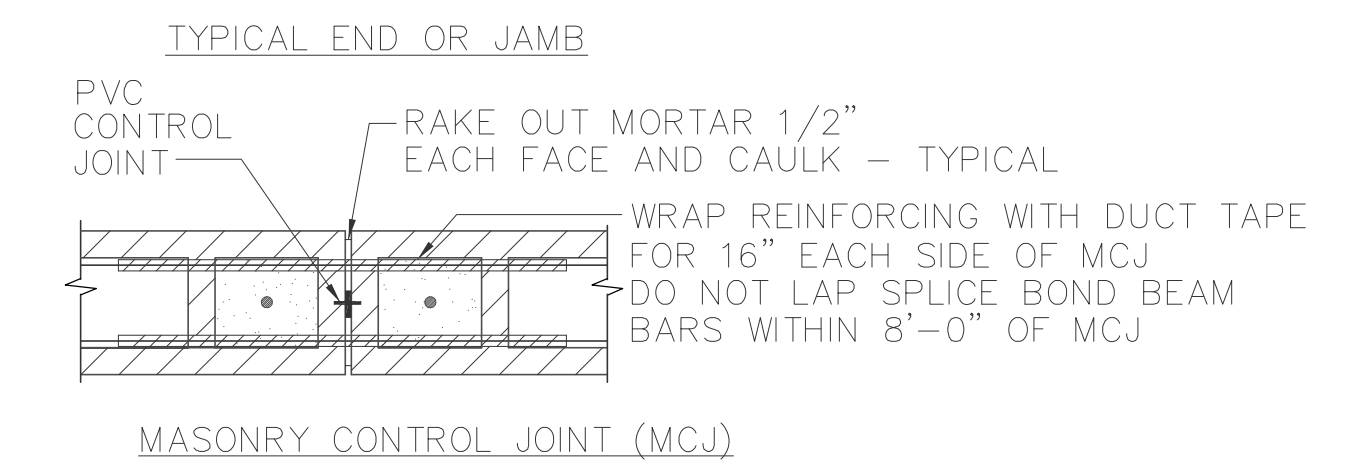 TYPICAL END OR JAMB
PVC
CONTROL
JOINT
RAKE OUT MORTAR 1/2”
EACH FACE AND CAULK – TYPICAL
WRAP REINFORCING WITH DUCT TAPE
FOR 16” EACH SIDE OF MCJ
DO NOT LAP SPLICE BOND BEAM
BARS WITHIN 8’–0” OF MCJ
MASONRY CONTROL JOINT (MCJ)